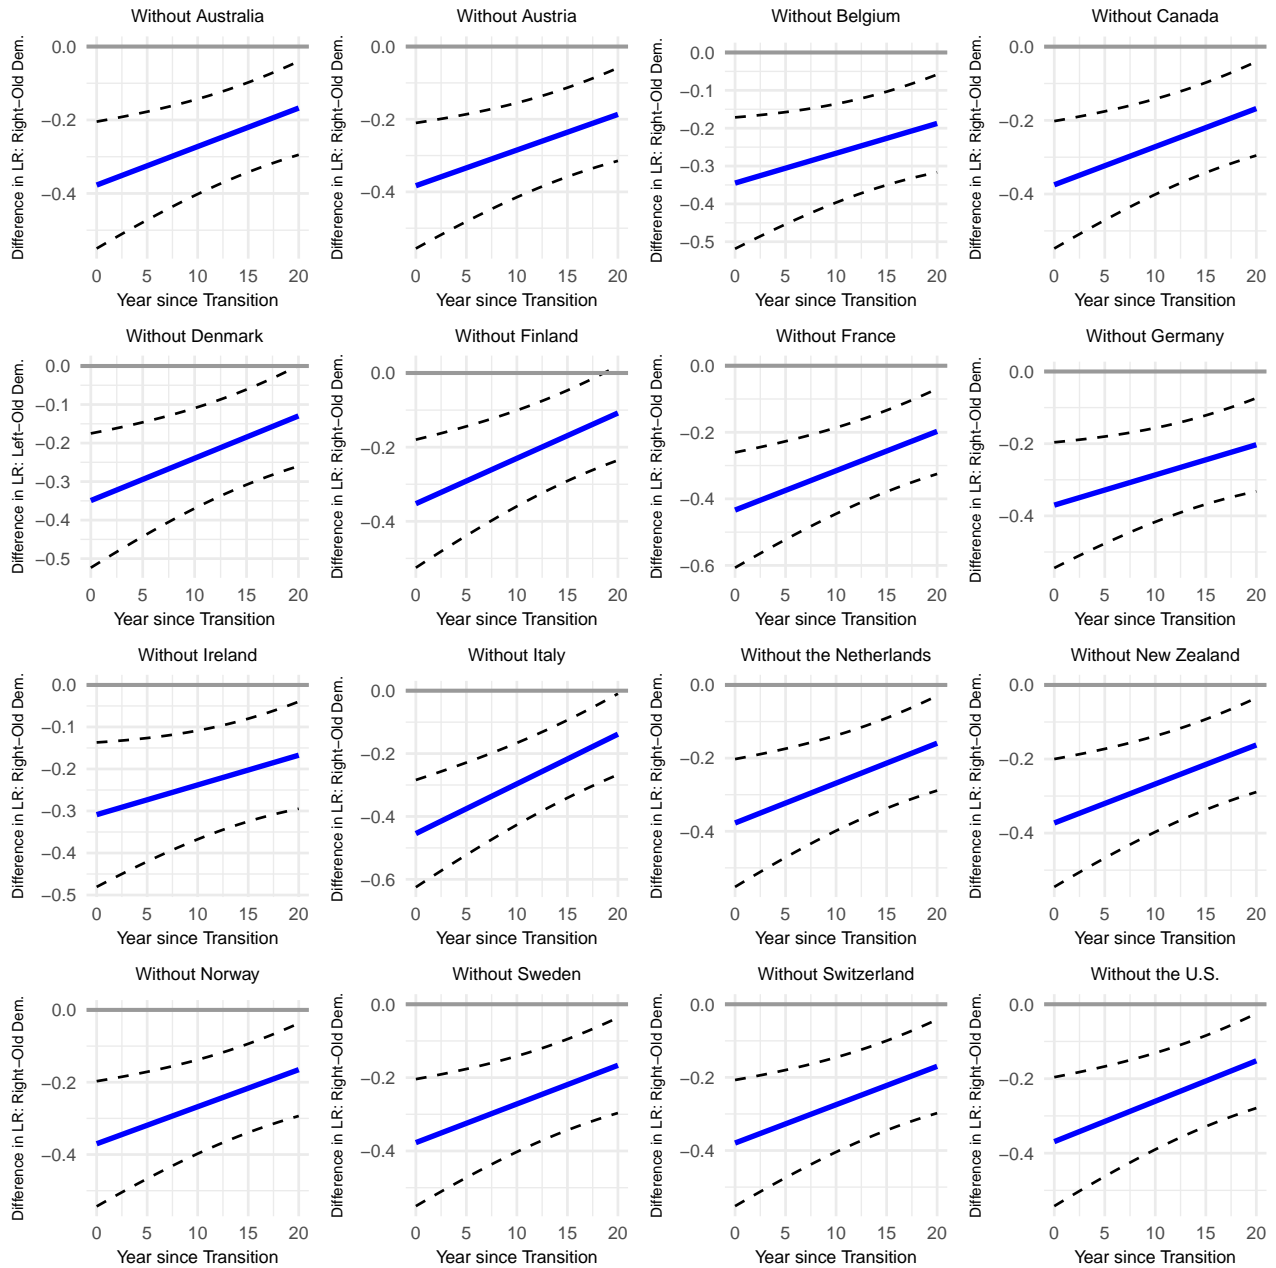 Without Australia
Difference in LR: Right−Old Dem.
0.0
−0.2
−0.4
0 5 10 15 20
Year since Transition
Without Austria
Difference in LR: Right−Old Dem.
0.0
−0.2
−0.4
0 5 10 15 20
Year since Transition
Without Belgium
Difference in LR: Right−Old Dem.
0.0
−0.1
−0.2
−0.3
−0.4
−0.5
0 5 10 15 20
Year since Transition
Without Canada
Difference in LR: Right−Old Dem.
0.0
−0.2
−0.4
0 5 10 15 20
Year since Transition
Without Denmark
Difference in LR: Left−Old Dem.
0.0
−0.1
−0.2
−0.3
−0.4
−0.5
0 5 10 15 20
Year since Transition
Without Finland
Difference in LR: Right−Old Dem.
0.0
−0.2
−0.4
0 5 10 15 20
Year since Transition
Without France
Difference in LR: Right−Old Dem.
0.0
−0.2
−0.4
−0.6
0 5 10 15 20
Year since Transition
Without Germany
Difference in LR: Right−Old Dem.
0.0
−0.2
−0.4
0 5 10 15 20
Year since Transition
Without Ireland
Difference in LR: Right−Old Dem.
0.0
−0.1
−0.2
−0.3
−0.4
−0.5
0 5 10 15 20
Year since Transition
Without Italy
Difference in LR: Right−Old Dem.
0.0
−0.2
−0.4
−0.6
0 5 10 15 20
Year since Transition
Without the Netherlands
Difference in LR: Right−Old Dem.
0.0
−0.2
−0.4
0 5 10 15 20
Year since Transition
Without New Zealand
Difference in LR: Right−Old Dem.
0.0
−0.2
−0.4
0 5 10 15 20
Year since Transition
Without Norway
Difference in LR: Right−Old Dem.
0.0
−0.2
−0.4
0 5 10 15 20
Year since Transition
Without Sweden
Difference in LR: Right−Old Dem.
0.0
−0.2
−0.4
0 5 10 15 20
Year since Transition
Without Switzerland
Difference in LR: Right−Old Dem.
0.0
−0.2
−0.4
0 5 10 15 20
Year since Transition
Without the U.S.
Difference in LR: Right−Old Dem.
0.0
−0.2
−0.4
0 5 10 15 20
Year since Transition